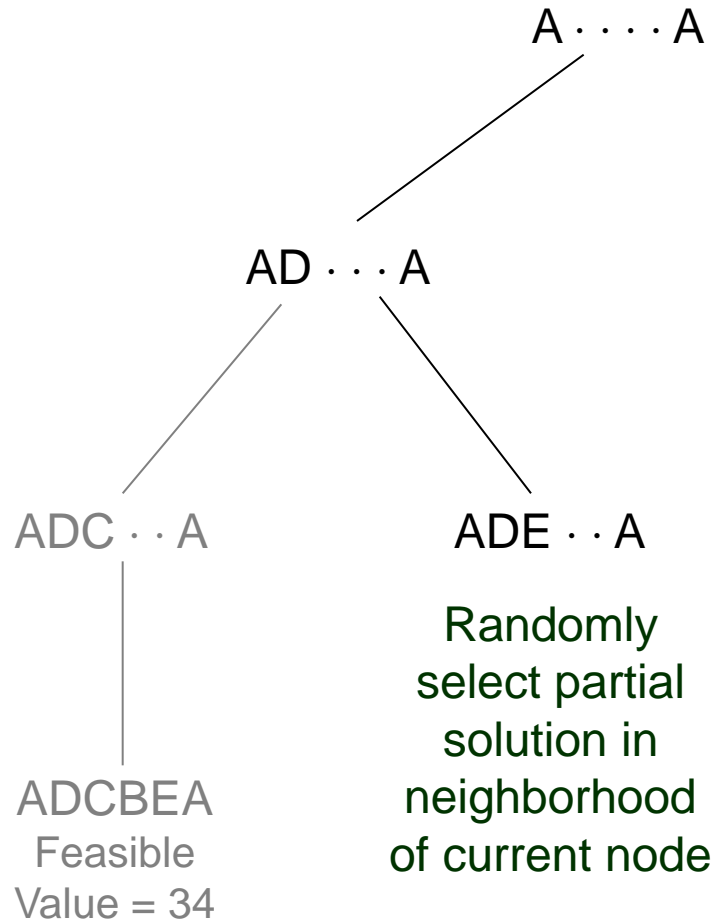 A · · · · A
AD · · · A
ADC · · A
ADE · · A
Randomly
select partial
solution in
neighborhood
of current node
ADCBEA
Feasible
Value = 34